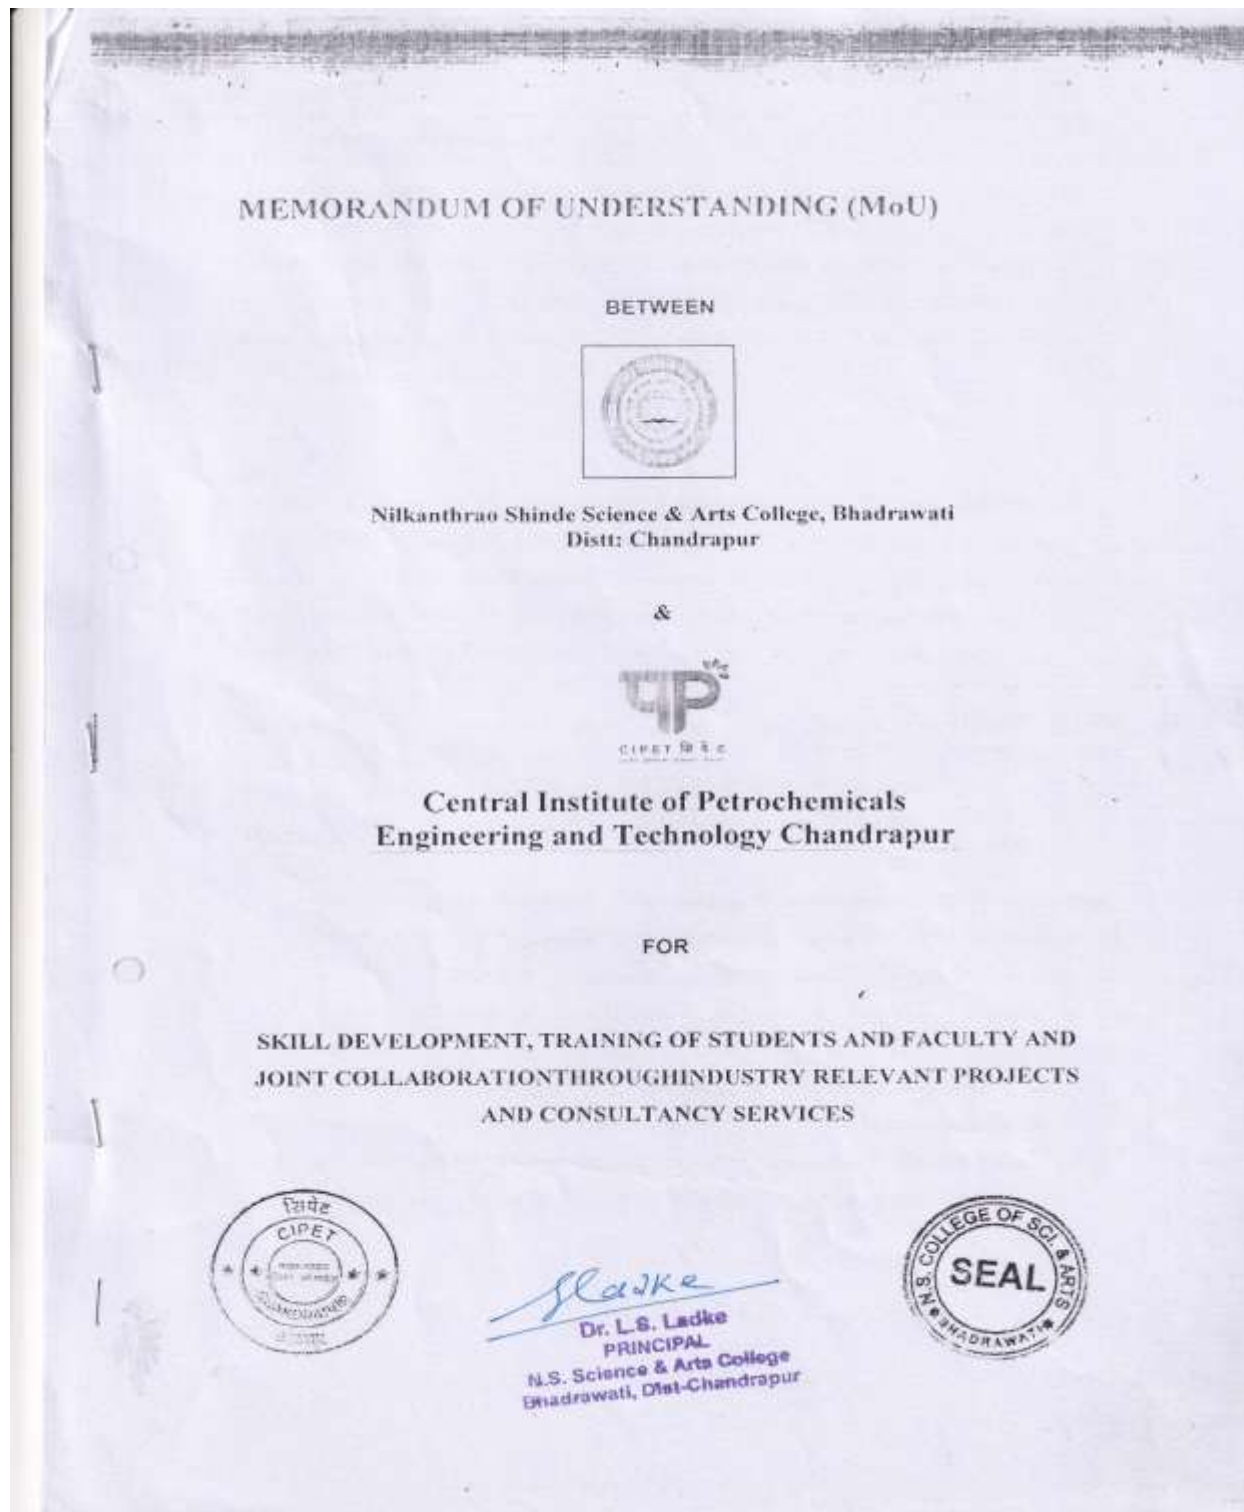 MEMORANDUM OF UNDERSTANDING (MoU)
BETWEEN
Nilkanthrao Shinde Science & Arts College, Bhadrawati
Distt: Chandrapur
&
CIPET
Central Institute of Petrochemicals
Engineering and Technology Chandrapur
FOR
SKILL DEVELOPMENT, TRAINING OF STUDENTS AND FACULTY AND
JOINT COLLABORATIONTHROUGHINDUSTRY RELEVANT PROJECTS
AND CONSULTANCY SERVICES
सिपेट
CIPET
Sladke
Dr. L.S. Ladke
PRINCIPAL
N.S. Science & Arts College
Bhadrawati, Dist-Chandrapur
N.S. COLLEGE OF SCI. & ARTS
SEAL
BHADRAWATI